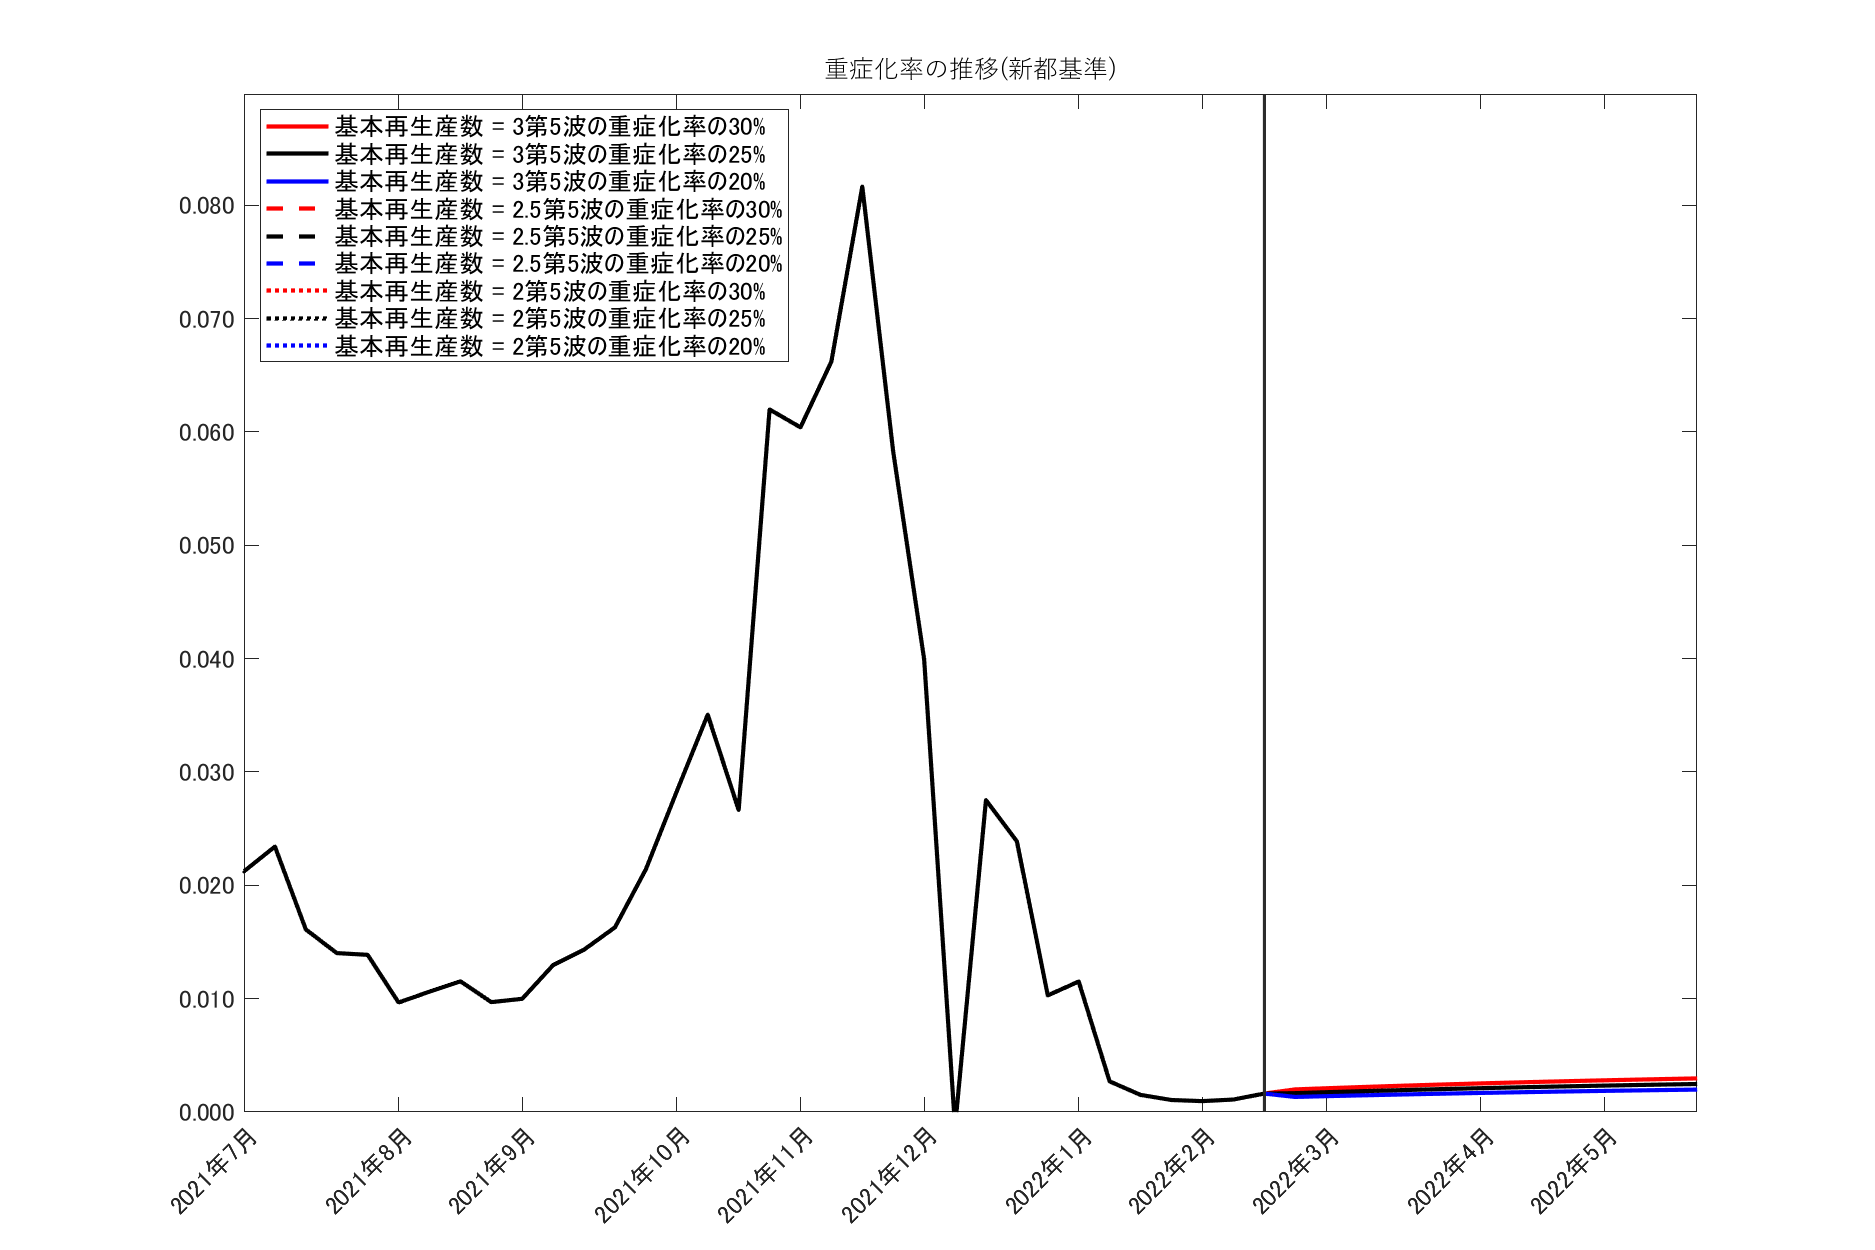 重症化率の推移(新都基準)
基本再生産数 = 3第5波の重症化率の30%
基本再生産数 = 3第5波の重症化率の25%
基本再生産数 = 3第5波の重症化率の20%
基本再生産数 = 2.5第5波の重症化率の30%
基本再生産数 = 2.5第5波の重症化率の25%
基本再生産数 = 2.5第5波の重症化率の20%
基本再生産数 = 2第5波の重症化率の30%
基本再生産数 = 2第5波の重症化率の25%
基本再生産数 = 2第5波の重症化率の20%
0.080
0.070
0.060
0.050
0.040
0.030
0.020
0.010
0.000
2021年7月
2021年8月
2021年9月
2021年10月
2021年11月
2021年12月
2022年1月
2022年2月
2022年3月
2022年4月
2022年5月